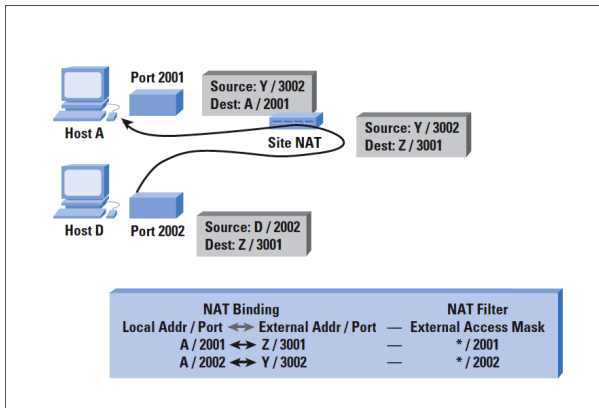 Port 2001
Source: Y / 3002
Dest: A / 2001
Host A
Site NAT
Source: Y / 3002
Dest: Z / 3001
Host D
Port 2002
Source: D / 2002
Dest: Z / 3001
NAT Binding NAT Filter
Local Addr / Port ↔ External Addr / Port — External Access Mask
A / 2001 ↔ Z / 3001 — * / 2001
A / 2002 ↔ Y / 3002 — * / 2002